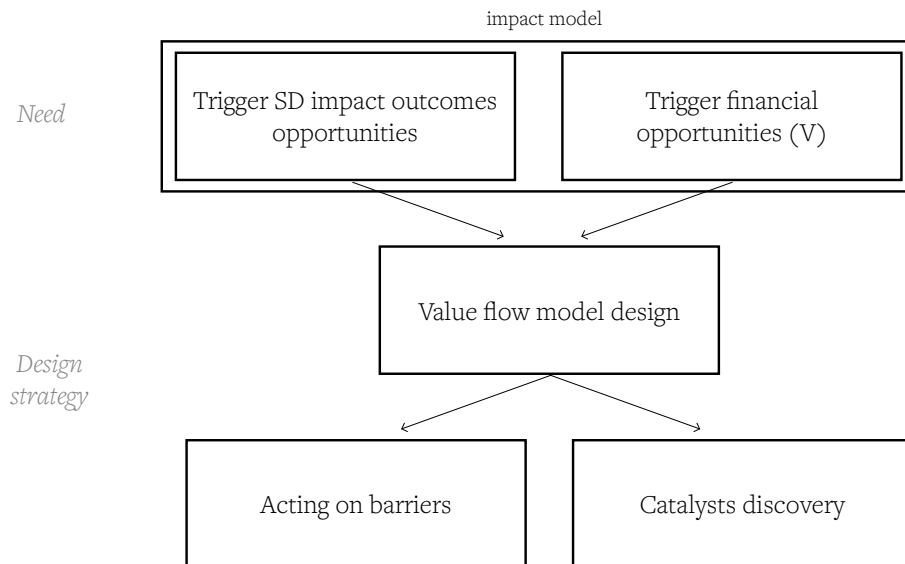 impact model
Need
Trigger SD impact outcomes
opportunities
Trigger financial
opportunities (V)
Value flow model design
Design
strategy
Acting on barriers
Catalysts discovery